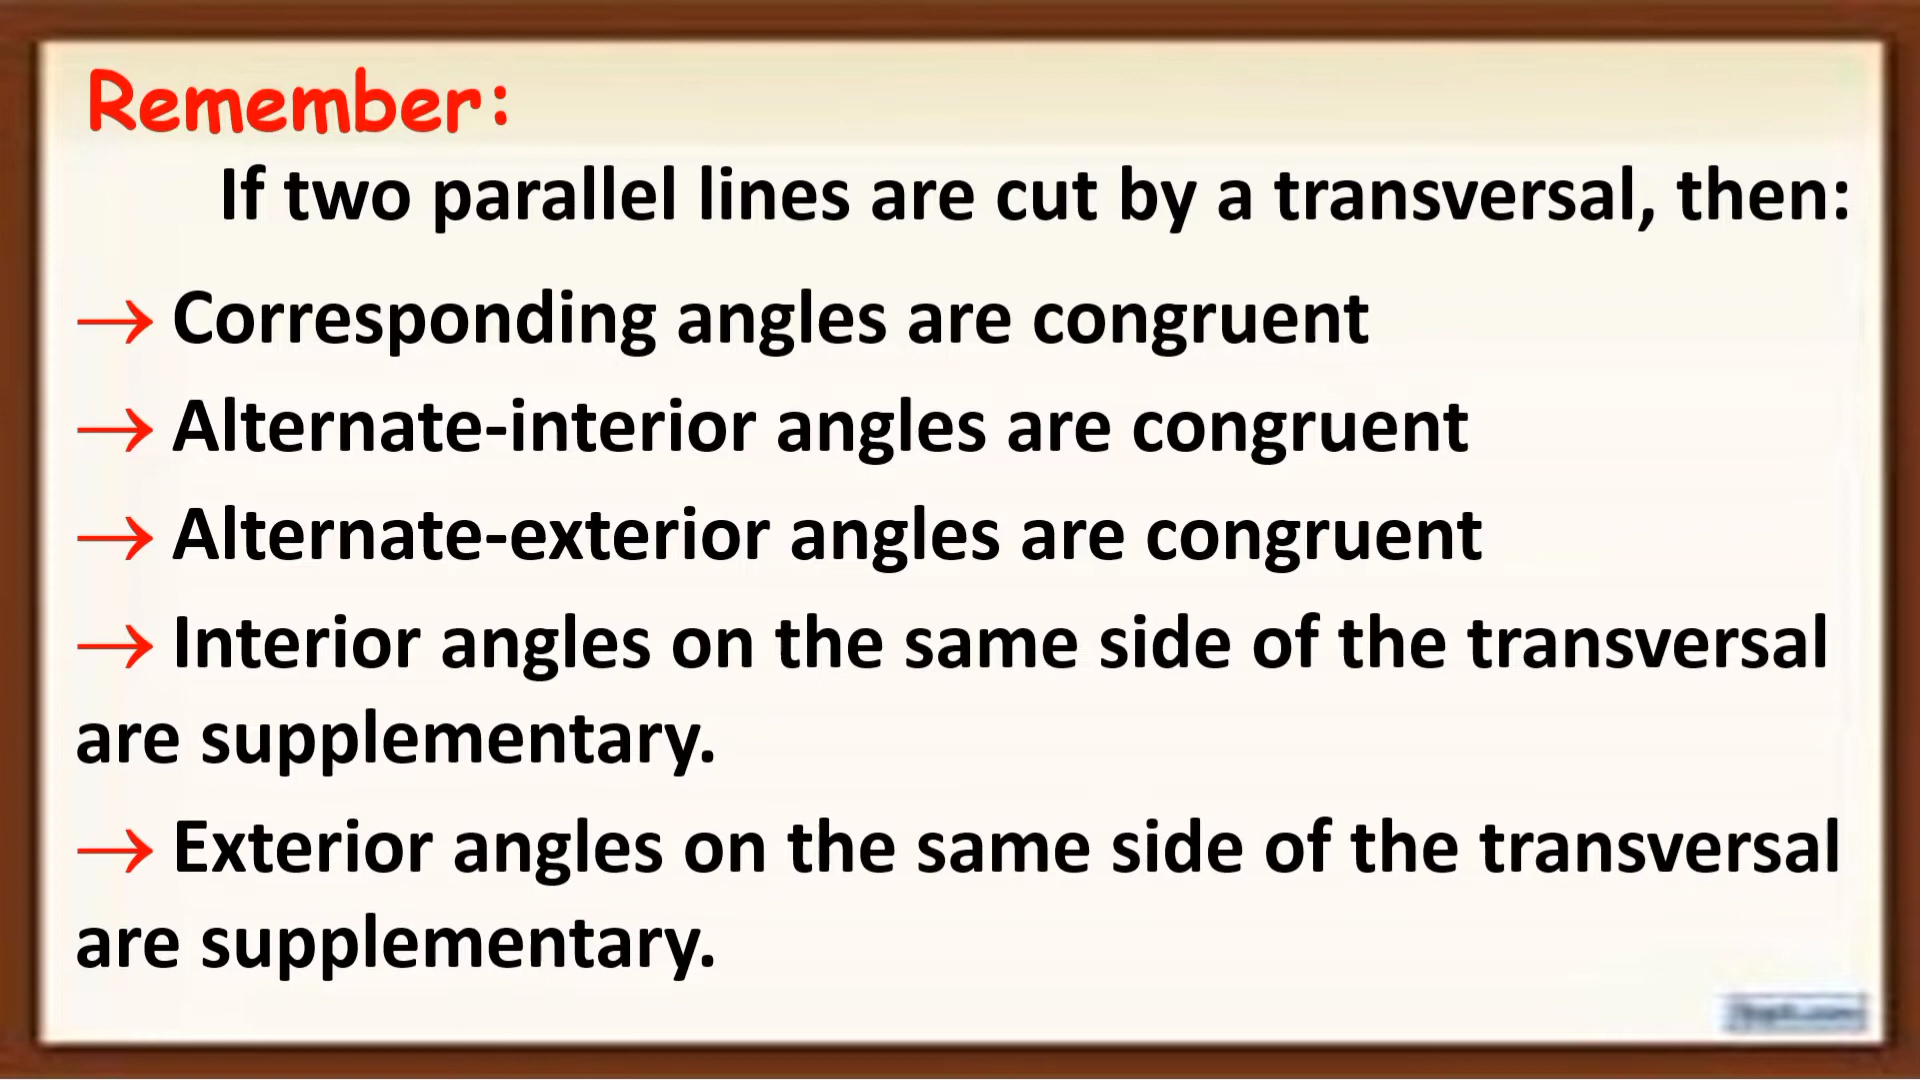 Remember:
If two parallel lines are cut by a transversal, then:
→ Corresponding angles are congruent
→ Alternate-interior angles are congruent
→ Alternate-exterior angles are congruent
→ Interior angles on the same side of the transversal
are supplementary.
→ Exterior angles on the same side of the transversal
are supplementary.